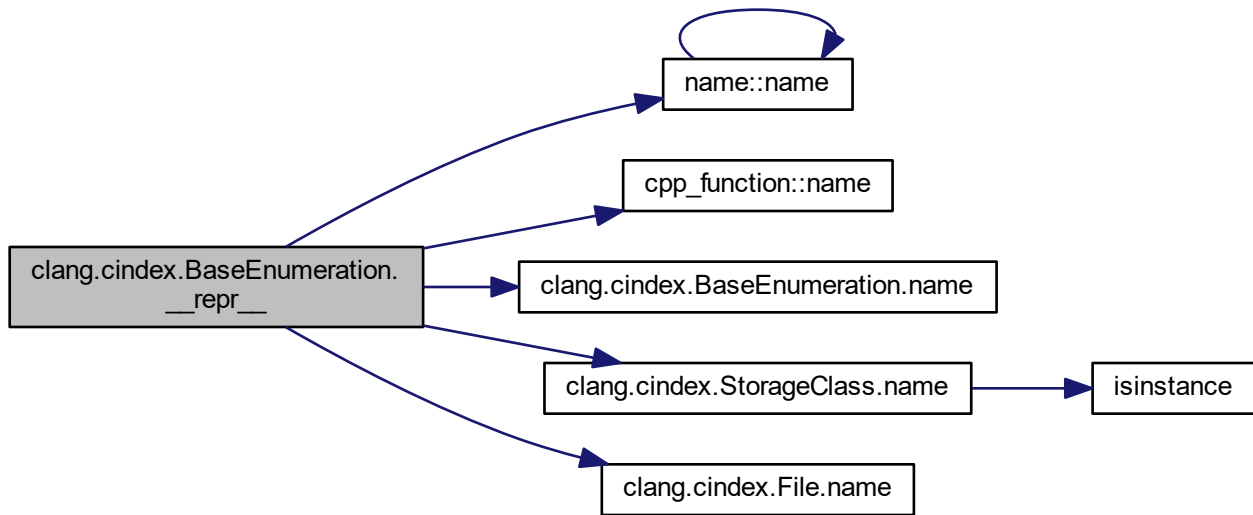 name::name
cpp_function::name
clang.cindex.BaseEnumeration.
__repr__
clang.cindex.BaseEnumeration.name
clang.cindex.StorageClass.name
isinstance
clang.cindex.File.name